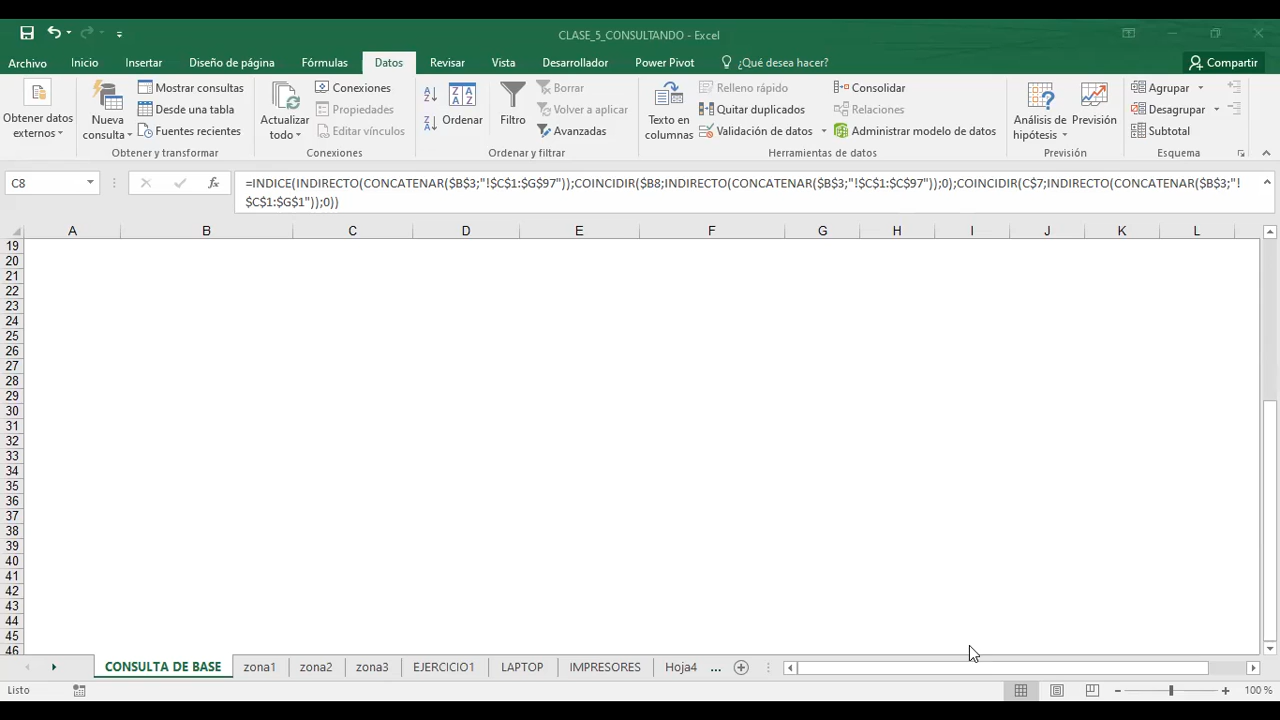 CLASE_5_CONSULTANDO - Excel
Archivo Inicio Insertar Diseño de página Fórmulas Datos Revisar Vista Desarrollador Power Pivot ¿Qué desea hacer? Compartir
Obtener datos externos
Nueva consulta
Mostrar consultas
Desde una tabla
Fuentes recientes
Obtener y transformar
Actualizar todo
Conexiones
Propiedades
Editar vínculos
Conexiones
Ordenar
Filtro
Borrar
Volver a aplicar
Avanzadas
Ordenar y filtrar
Texto en columnas
Relleno rápido
Quitar duplicados
Validación de datos
Consolidar
Relaciones
Administrar modelo de datos
Herramientas de datos
Análisis de hipótesis
Previsión
Previsión
Agrupar
Desagrupar
Subtotal
Esquema
C8
=INDICE(INDIRECTO(CONCATENAR($B$3;"!$C$1:$G$97"));COINCIDIR($B8;INDIRECTO(CONCATENAR($B$3;"!$C$1:$C$97"));0);COINCIDIR(C$7;INDIRECTO(CONCATENAR($B$3;"!
$C$1:$G$1"));0))
A B C D E F G H I J K L
19
20
21
22
23
24
25
26
27
28
29
30
31
32
33
34
35
36
37
38
39
40
41
42
43
44
45
46
CONSULTA DE BASE zona1 zona2 zona3 EJERCICIO1 LAPTOP IMPRESORES Hoja4 ...
Listo 100 %